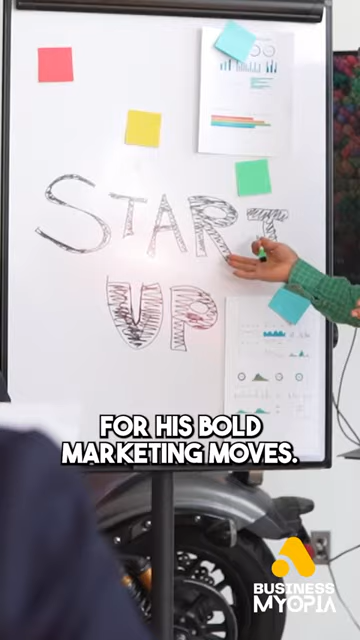 START
UP
FOR HIS BOLD
MARKETING MOVES.
BUSINESS
MYOPIA